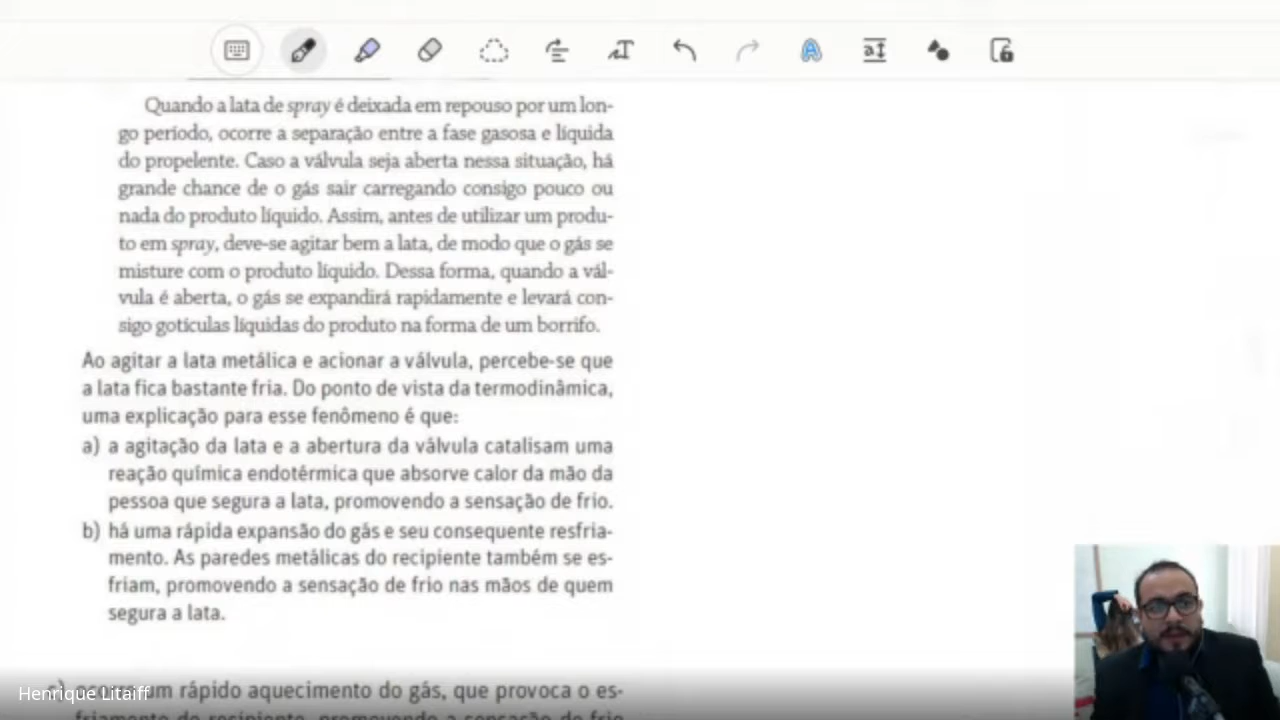 Quando a lata de spray é deixada em repouso por um lon-
go período, ocorre a separação entre a fase gasosa e líquida
do propelente. Caso a válvula seja aberta nessa situação, há
grande chance de o gás sair carregando consigo pouco ou
nada do produto líquido. Assim, antes de utilizar um produ-
to em spray, deve-se agitar bem a lata, de modo que o gás se
misture com o produto líquido. Dessa forma, quando a vál-
vula é aberta, o gás se expandirá rapidamente e levará con-
sigo gotículas líquidas do produto na forma de um borrifo.
Ao agitar a lata metálica e acionar a válvula, percebe-se que
a lata fica bastante fria. Do ponto de vista da termodinâmica,
uma explicação para esse fenômeno é que:
a) a agitação da lata e a abertura da válvula catalisam uma
reação química endotérmica que absorve calor da mão da
pessoa que segura a lata, promovendo a sensação de frio.
b) há uma rápida expansão do gás e seu consequente resfria-
mento. As paredes metálicas do recipiente também se es-
friam, promovendo a sensação de frio nas mãos de quem
segura a lata.
um rápido aquecimento do gás, que provoca o es-
friamento do recipiente, promovendo a sensação de frio
Henrique Litaiff